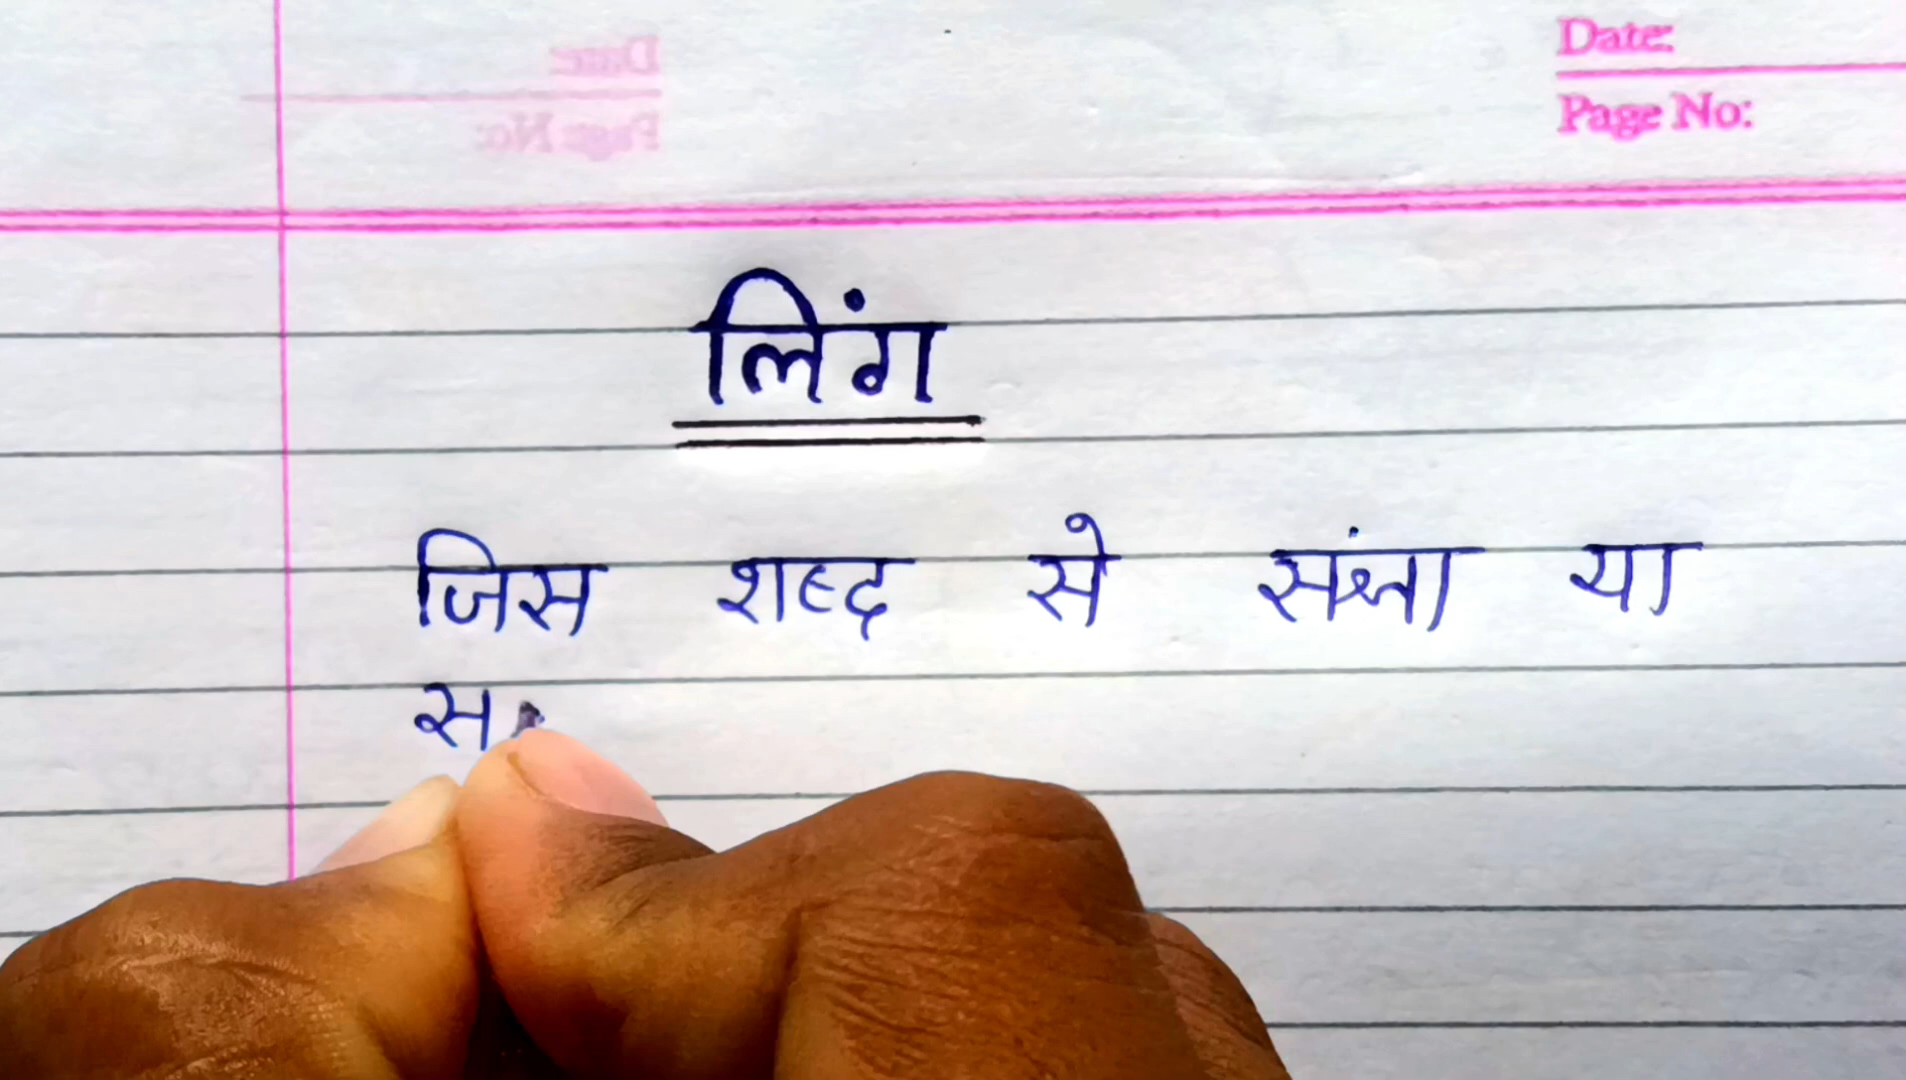 Date:
Page No:
लिंग
जिस शब्द से संज्ञा या
स